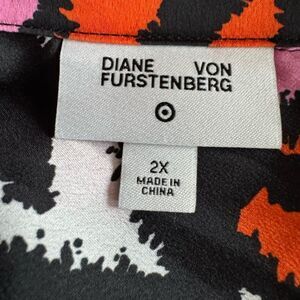 DIANE VON
FURSTENBERG
2X
MADE IN
CHINA